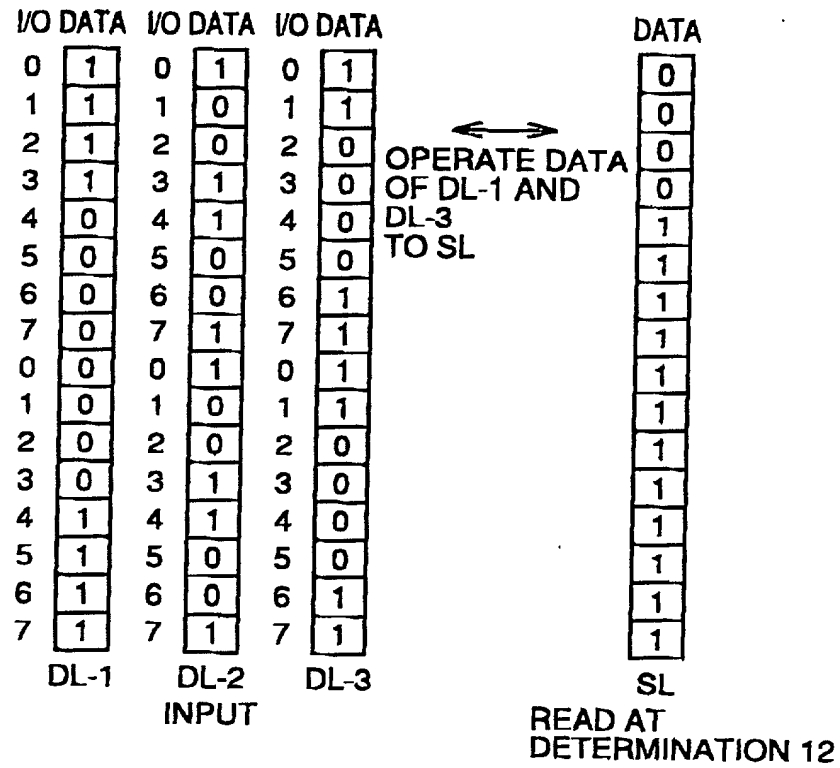 I/O DATA I/O DATA I/O DATA DATA
0 1 0 1 0 1 0
1 1 1 0 1 1 0
2 1 2 0 2 0 0
3 1 3 1 3 0 0
4 0 4 1 4 0 1
5 0 5 0 5 0 1
6 0 6 0 6 1 1
7 0 7 1 7 1 1
0 0 0 1 0 1 1
1 0 1 0 1 1 1
2 0 2 0 2 0 1
3 0 3 1 3 0 1
4 1 4 1 4 0 1
5 1 5 0 5 0 1
6 1 6 0 6 1 1
7 1 7 1 7 1 1
OPERATE DATA
OF DL-1 AND
DL-3
TO SL
DL-1 DL-2 DL-3 SL
INPUT
READ AT
DETERMINATION 12